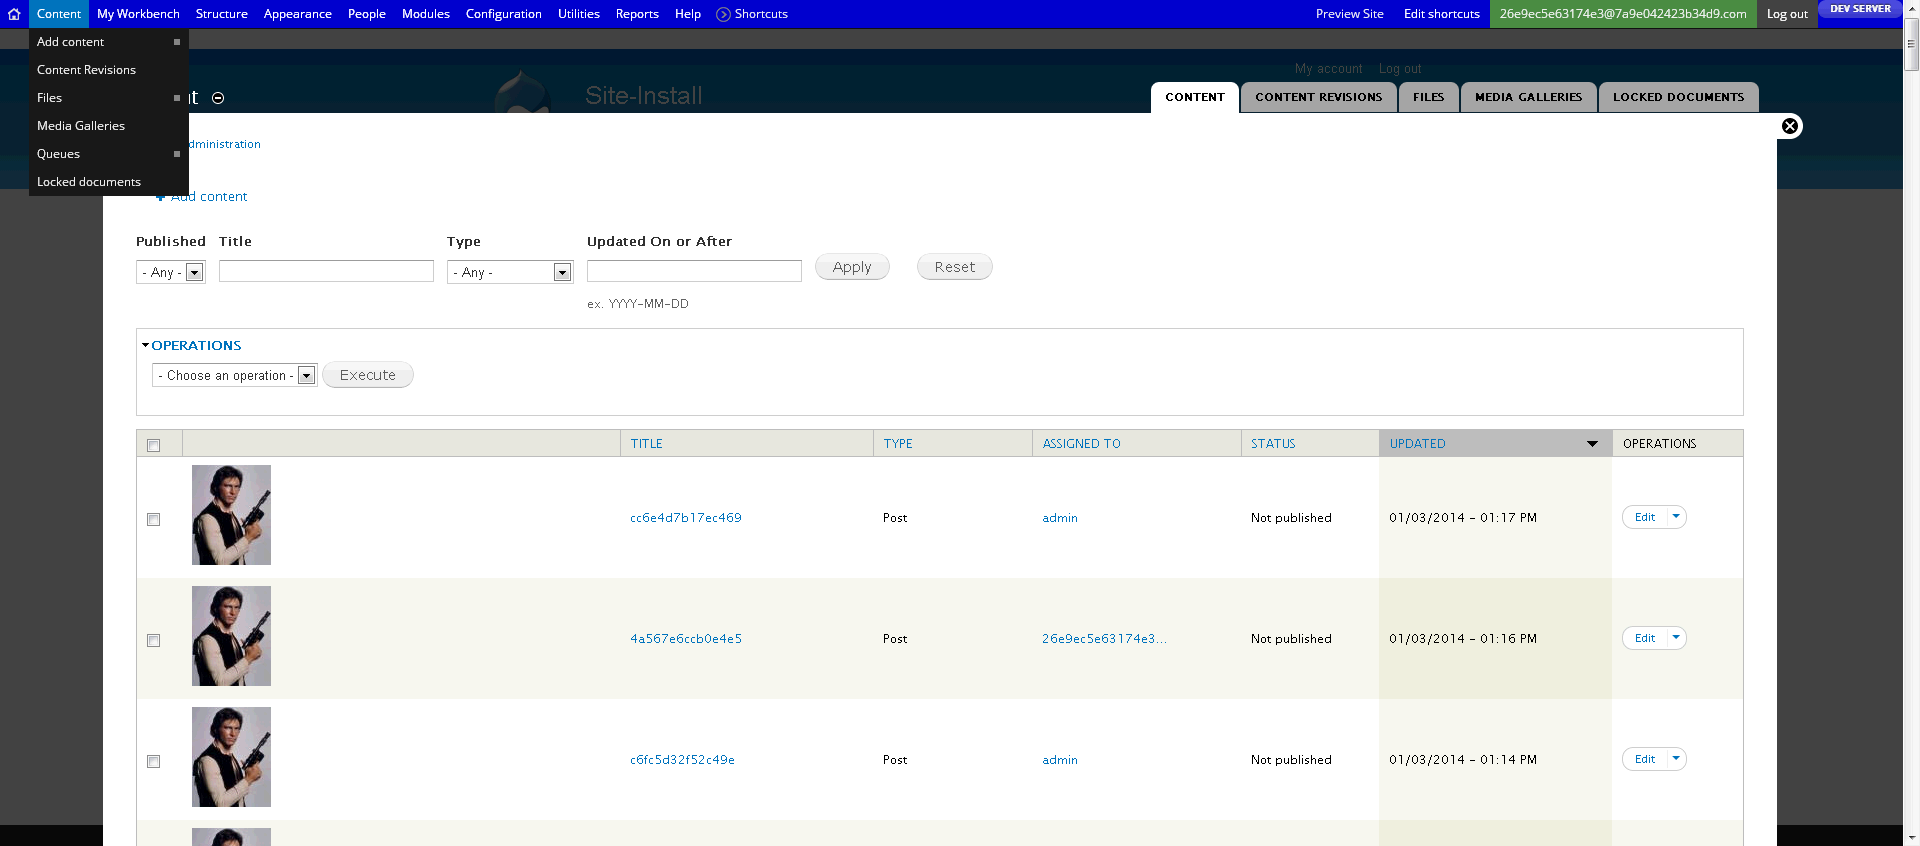 Content My Workbench Structure Appearance People Modules Configuration Utilities Reports Help Shortcuts Preview Site Edit shortcuts 26e9ec5e63174e3@7a9e042423b34d9.com Log out DEV SERVER
Add content
Content Revisions
Files
Media Galleries
Queues
Locked documents
My account Log out
Site-Install
CONTENT CONTENT REVISIONS FILES MEDIA GALLERIES LOCKED DOCUMENTS
dministration
Add content
Published Title Type Updated On or After
- Any - - Any - Apply Reset
ex. YYYY-MM-DD
OPERATIONS
- Choose an operation - Execute
TITLE TYPE ASSIGNED TO STATUS UPDATED OPERATIONS
cc6e4d7b17ec469 Post admin Not published 01/03/2014 - 01:17 PM Edit
4a567e6ccb0e4e5 Post 26e9ec5e63174e3... Not published 01/03/2014 - 01:16 PM Edit
c6fc5d32f52c49e Post admin Not published 01/03/2014 - 01:14 PM Edit